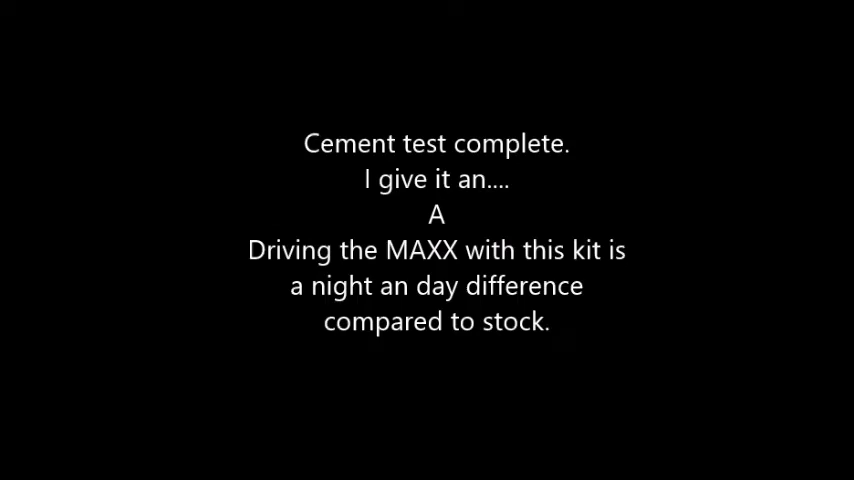 Cement test complete.
I give it an....
A
Driving the MAXX with this kit is
a night an day difference
compared to stock.